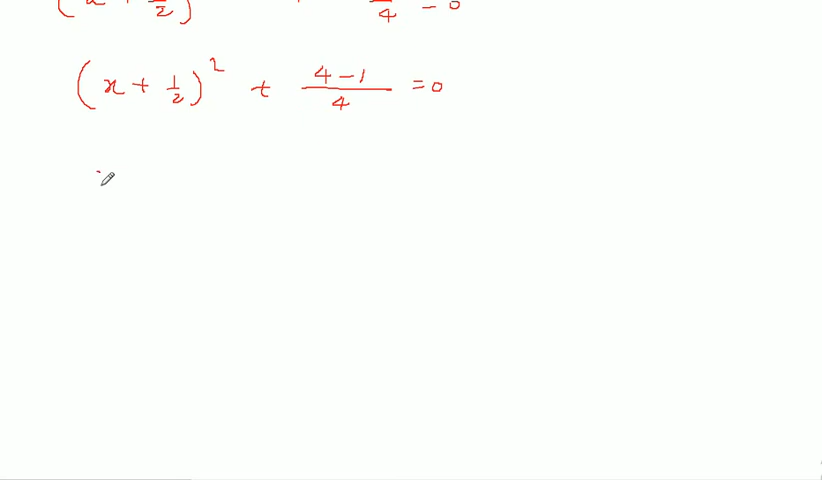 (x + 1/2)² + (4 - 1)/4 = 0